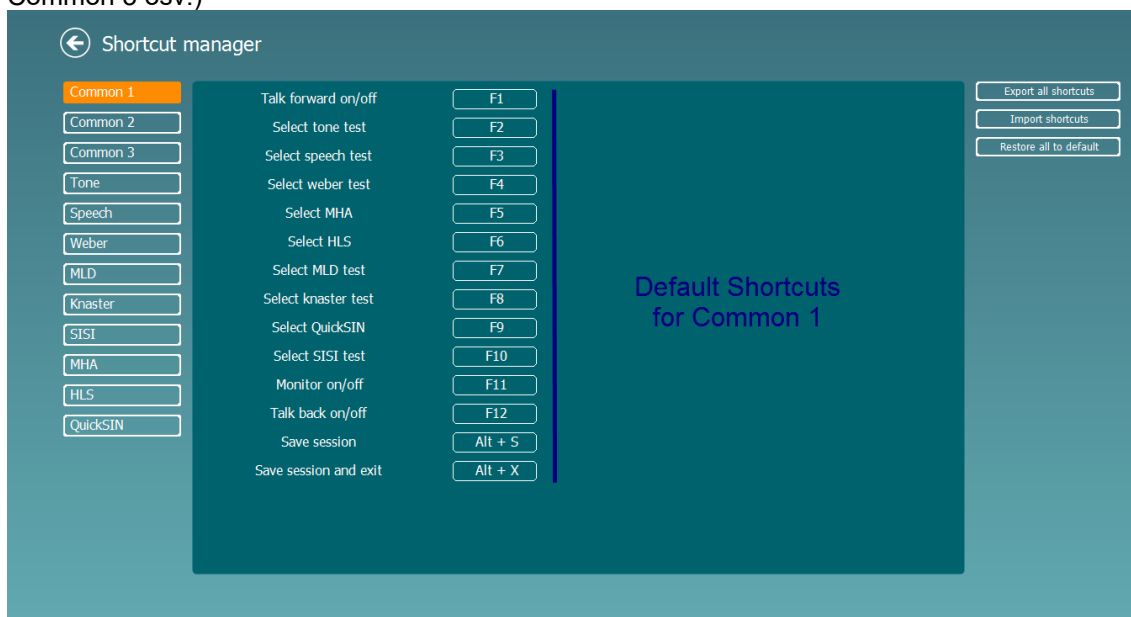 Common 3 osv.)
Shortcut manager
Common 1
Common 2
Common 3
Tone
Speech
Weber
MLD
Knaster
SISI
MHA
HLS
QuickSIN
Talk forward on/off F1
Select tone test F2
Select speech test F3
Select weber test F4
Select MHA F5
Select HLS F6
Select MLD test F7
Select knaster test F8
Select QuickSIN F9
Select SISI test F10
Monitor on/off F11
Talk back on/off F12
Save session Alt + S
Save session and exit Alt + X
Default Shortcuts
for Common 1
Export all shortcuts
Import shortcuts
Restore all to default